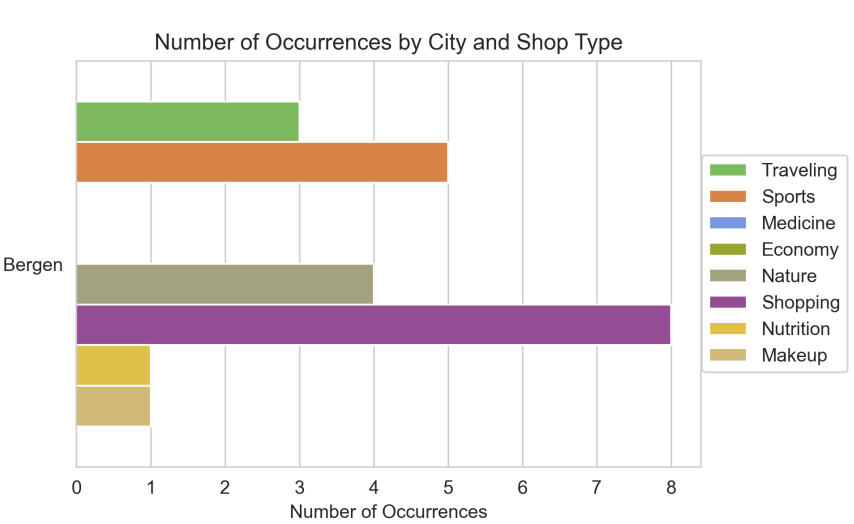 Number of Occurrences by City and Shop Type
Bergen
Traveling
Sports
Medicine
Economy
Nature
Shopping
Nutrition
Makeup
0 1 2 3 4 5 6 7 8
Number of Occurrences